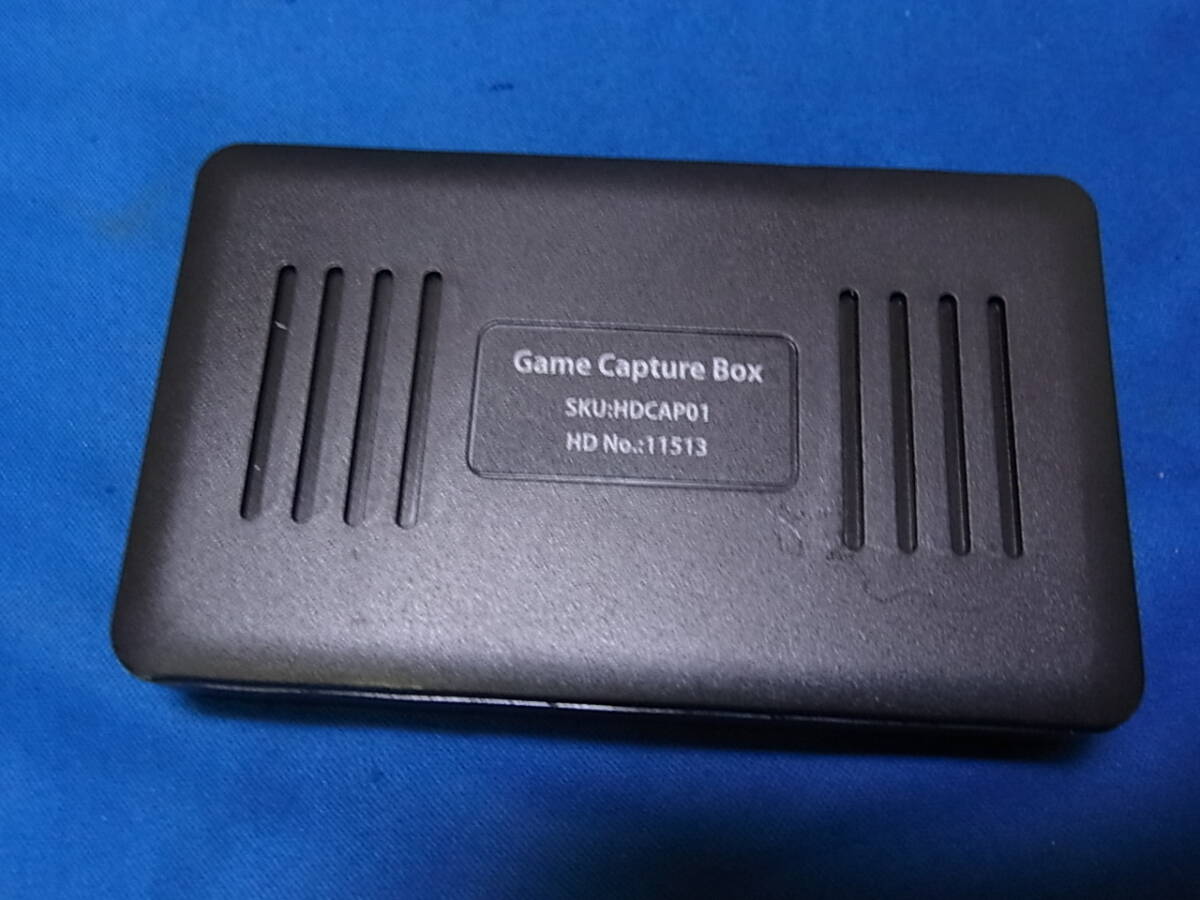 Game Capture Box
SKU:HDCAP01
HD No.:11513